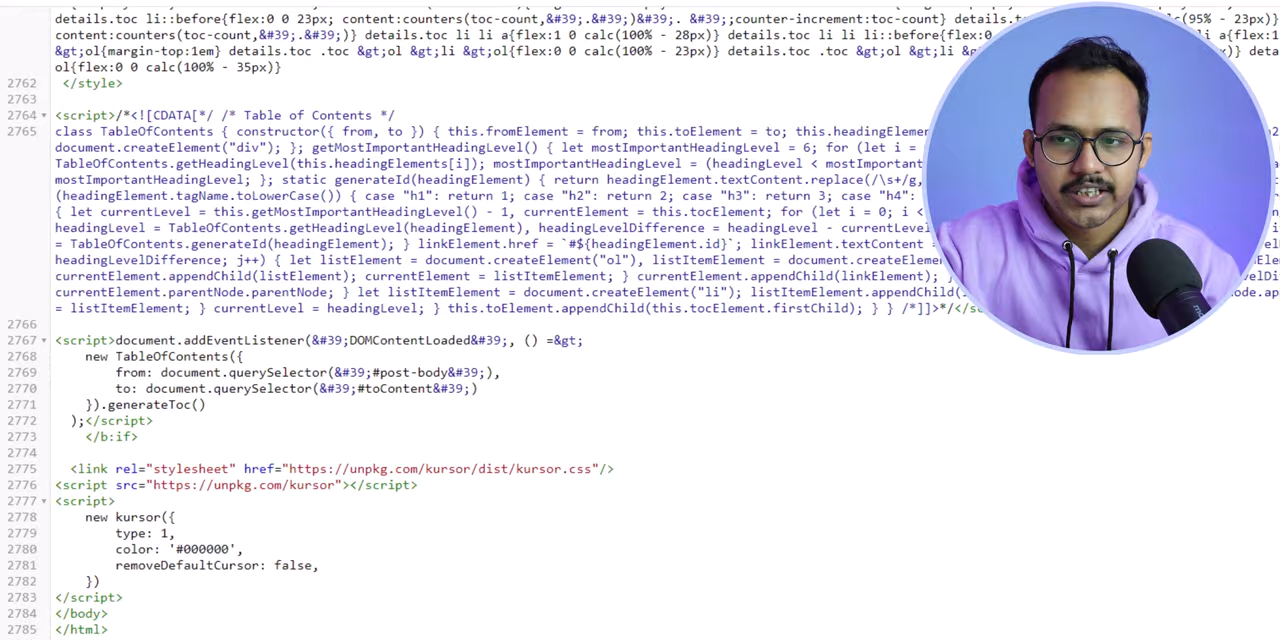 details.toc li::before{flex:0 0 23px; content:counters(toc-count,&#39;.&#39;)&#39;. &#39;;counter-increment:toc-count} details.t c(95% - 23px)}
content:counters(toc-count,&#39;.&#39;)} details.toc li li a{flex:1 0 calc(100% - 28px)} details.toc li li li::before{flex:0 li a{flex:1
&gt;ol{margin-top:1em} details.toc .toc &gt;ol &gt;li &gt;ol{flex:0 0 calc(100% - 23px)} details.toc .toc &gt;ol &gt;li &gt; px)} deta
ol{flex:0 0 calc(100% - 35px)}
2762 </style>
2763
2764 <script>/*<![CDATA[*/ /* Table of Contents */
2765 class TableOfContents { constructor({ from, to }) { this.fromElement = from; this.toElement = to; this.headingElemen
document.createElement("div"); }; getMostImportantHeadingLevel() { let mostImportantHeadingLevel = 6; for (let i =
TableOfContents.getHeadingLevel(this.headingElements[i]); mostImportantHeadingLevel = (headingLevel < mostImportant
mostImportantHeadingLevel; }; static generateId(headingElement) { return headingElement.textContent.replace(/\s+/g,
(headingElement.tagName.toLowerCase()) { case "h1": return 1; case "h2": return 2; case "h3": return 3; case "h4":
{ let currentLevel = this.getMostImportantHeadingLevel() - 1, currentElement = this.tocElement; for (let i = 0; i <
headingLevel = TableOfContents.getHeadingLevel(headingElement), headingLevelDifference = headingLevel - currentLeve
= TableOfContents.generateId(headingElement); } linkElement.href = `#${headingElement.id}`; linkElement.textContent =
headingLevelDifference; j++) { let listElement = document.createElement("ol"), listItemElement = document.createElem
currentElement.appendChild(listElement); currentElement = listItemElement; } currentElement.appendChild(linkElement); } evelDi
currentElement.parentNode.parentNode; } let listItemElement = document.createElement("li"); listItemElement.appendChild( ode.ap
= listItemElement; } currentLevel = headingLevel; } this.toElement.appendChild(this.tocElement.firstChild); } } /*]]>*/</s
2766
2767 <script>document.addEventListener(&#39;DOMContentLoaded&#39;, () =&gt;
2768 new TableOfContents({
2769 from: document.querySelector(&#39;#post-body&#39;),
2770 to: document.querySelector(&#39;#toContent&#39;)
2771 }).generateToc()
2772 );</script>
2773 </b:if>
2774
2775 <link rel="stylesheet" href="https://unpkg.com/kursor/dist/kursor.css"/>
2776 <script src="https://unpkg.com/kursor"></script>
2777 <script>
2778 new kursor({
2779 type: 1,
2780 color: '#000000',
2781 removeDefaultCursor: false,
2782 })
2783 </script>
2784 </body>
2785 </html>